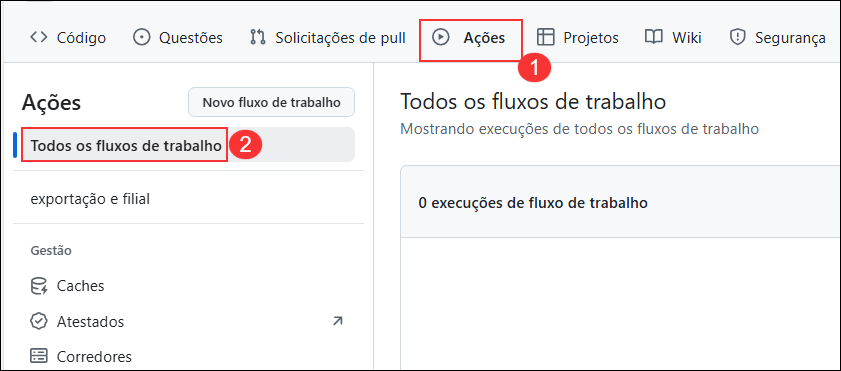 Código Questões Solicitações de pull Ações Projetos Wiki Segurança
1
Ações
Novo fluxo de trabalho
Todos os fluxos de trabalho
2
exportação e filial
Gestão
Caches
Atestados
Corredores
Todos os fluxos de trabalho
Mostrando execuções de todos os fluxos de trabalho
0 execuções de fluxo de trabalho